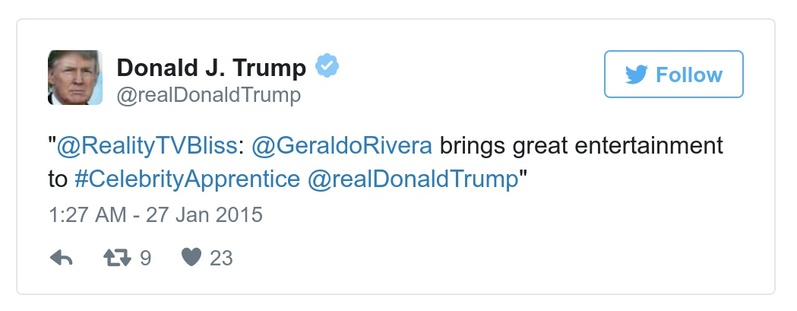 Donald J. Trump
@realDonaldTrump
Follow
"@RealityTVBliss: @GeraldoRivera brings great entertainment
to #CelebrityApprentice @realDonaldTrump"
1:27 AM - 27 Jan 2015
9 23